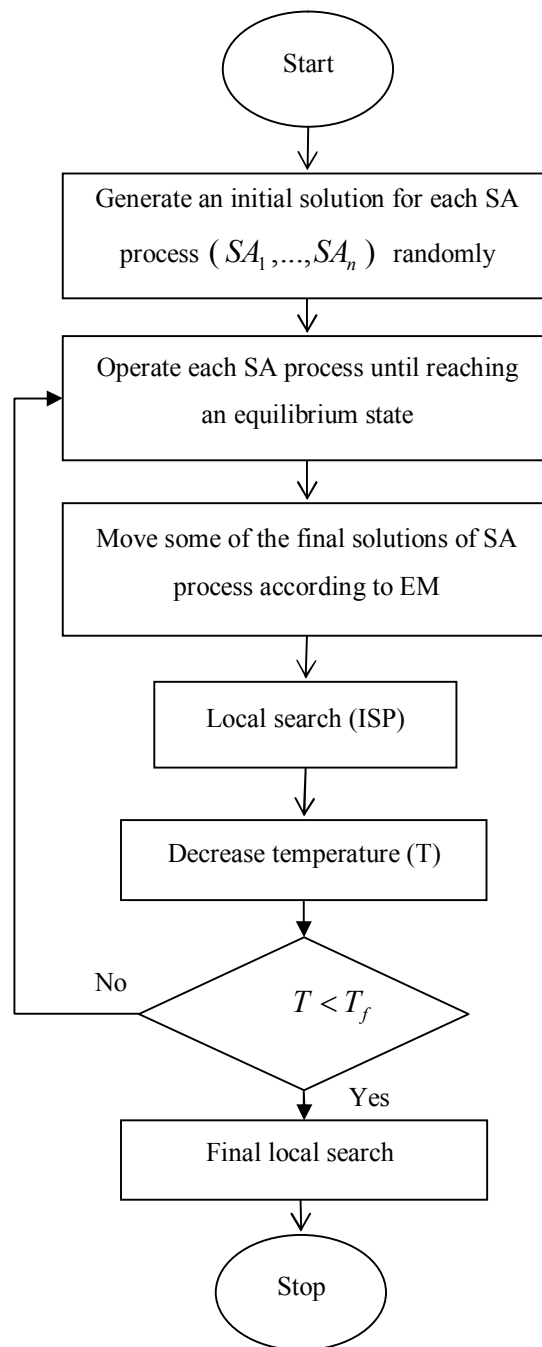 Start
Generate an initial solution for each SA
process ( SA₁ ,..., SAₙ ) randomly
Operate each SA process until reaching
an equilibrium state
Move some of the final solutions of SA
process according to EM
Local search (ISP)
Decrease temperature (T)
No
T < T_f
Yes
Final local search
Stop